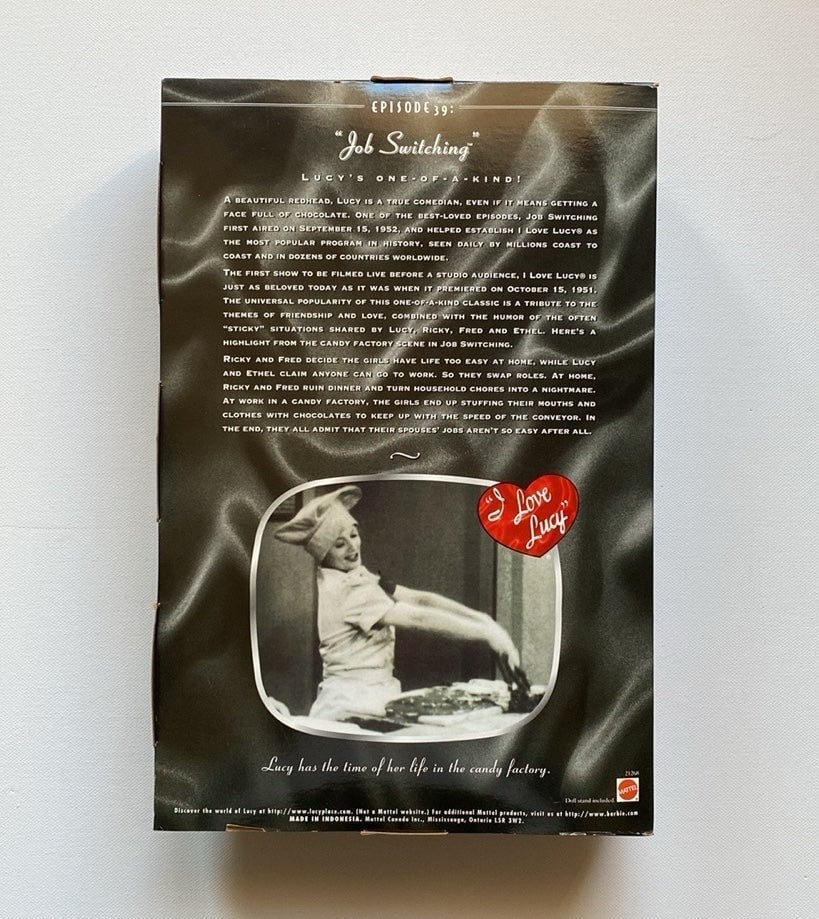 EPISODE 39:
"Job Switching"™
LUCY'S ONE-OF-A-KIND!
A BEAUTIFUL REDHEAD, LUCY IS A TRUE COMEDIAN, EVEN IF IT MEANS GETTING A
FACE FULL OF CHOCOLATE. ONE OF THE BEST-LOVED EPISODES, JOB SWITCHING
FIRST AIRED ON SEPTEMBER 15, 1952, AND HELPED ESTABLISH I LOVE LUCY® AS
THE MOST POPULAR PROGRAM IN HISTORY, SEEN DAILY BY MILLIONS COAST TO
COAST AND IN DOZENS OF COUNTRIES WORLDWIDE.
THE FIRST SHOW TO BE FILMED LIVE BEFORE A STUDIO AUDIENCE, I LOVE LUCY® IS
JUST AS BELOVED TODAY AS IT WAS WHEN IT PREMIERED ON OCTOBER 15, 1951.
THE UNIVERSAL POPULARITY OF THIS ONE-OF-A-KIND CLASSIC IS A TRIBUTE TO THE
THEMES OF FRIENDSHIP AND LOVE, COMBINED WITH THE HUMOR OF THE OFTEN
"STICKY" SITUATIONS SHARED BY LUCY, RICKY, FRED AND ETHEL. HERE'S A
HIGHLIGHT FROM THE CANDY FACTORY SCENE IN JOB SWITCHING.
RICKY AND FRED DECIDE THE GIRLS HAVE LIFE TOO EASY AT HOME, WHILE LUCY
AND ETHEL CLAIM ANYONE CAN GO TO WORK. SO THEY SWAP ROLES. AT HOME,
RICKY AND FRED RUIN DINNER AND TURN HOUSEHOLD CHORES INTO A NIGHTMARE.
AT WORK IN A CANDY FACTORY, THE GIRLS END UP STUFFING THEIR MOUTHS AND
CLOTHES WITH CHOCOLATES TO KEEP UP WITH THE SPEED OF THE CONVEYOR. IN
THE END, THEY ALL ADMIT THAT THEIR SPOUSES' JOBS AREN'T SO EASY AFTER ALL.
"I Love
Lucy"
Lucy has the time of her life in the candy factory.
21268
MATTEL
Doll stand included.
Discover the world of Lucy at http://www.lucyplace.com. (Not a Mattel website.) For additional Mattel products, visit us at http://www.barbie.com
MADE IN INDONESIA. Mattel Canada Inc., Mississauga, Ontario L5R 3W2.